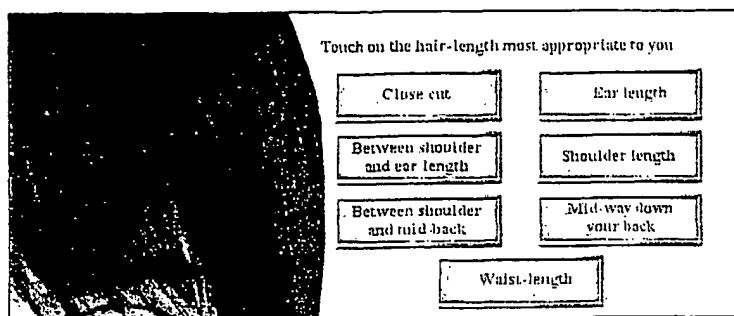 Touch on the hair-length most appropriate to you
Close cut
Ear length
Between shoulder
and ear length
Shoulder length
Between shoulder
and mid-back
Mid-way down
your back
Waist-length